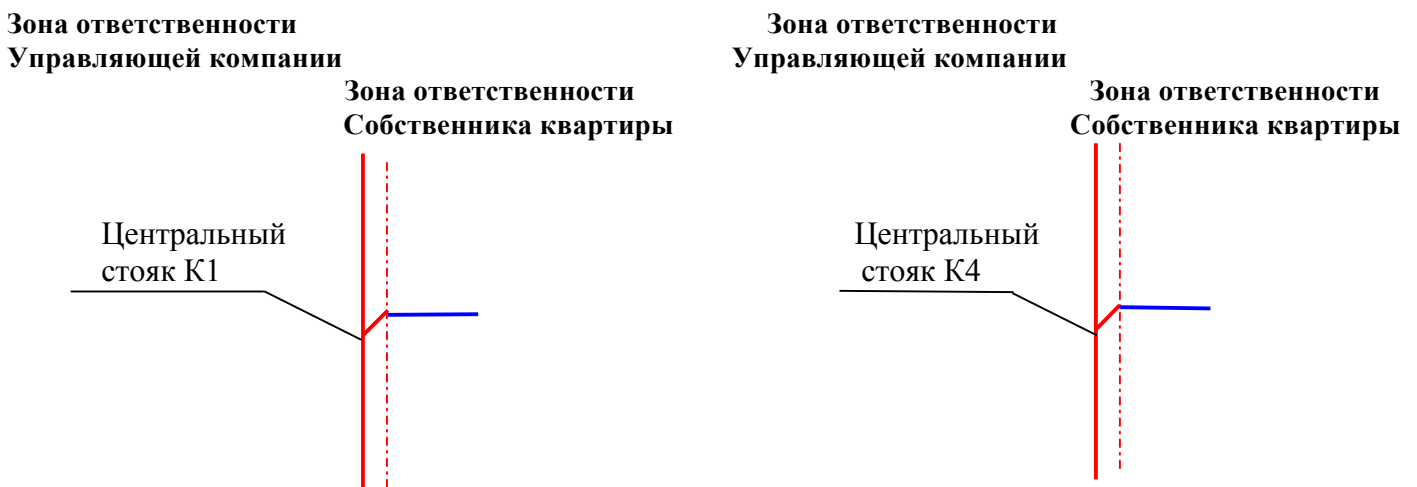 Зона ответственности
Управляющей компании
Зона ответственности
Собственника квартиры
Центральный
стояк К1
Зона ответственности
Управляющей компании
Зона ответственности
Собственника квартиры
Центральный
стояк К4